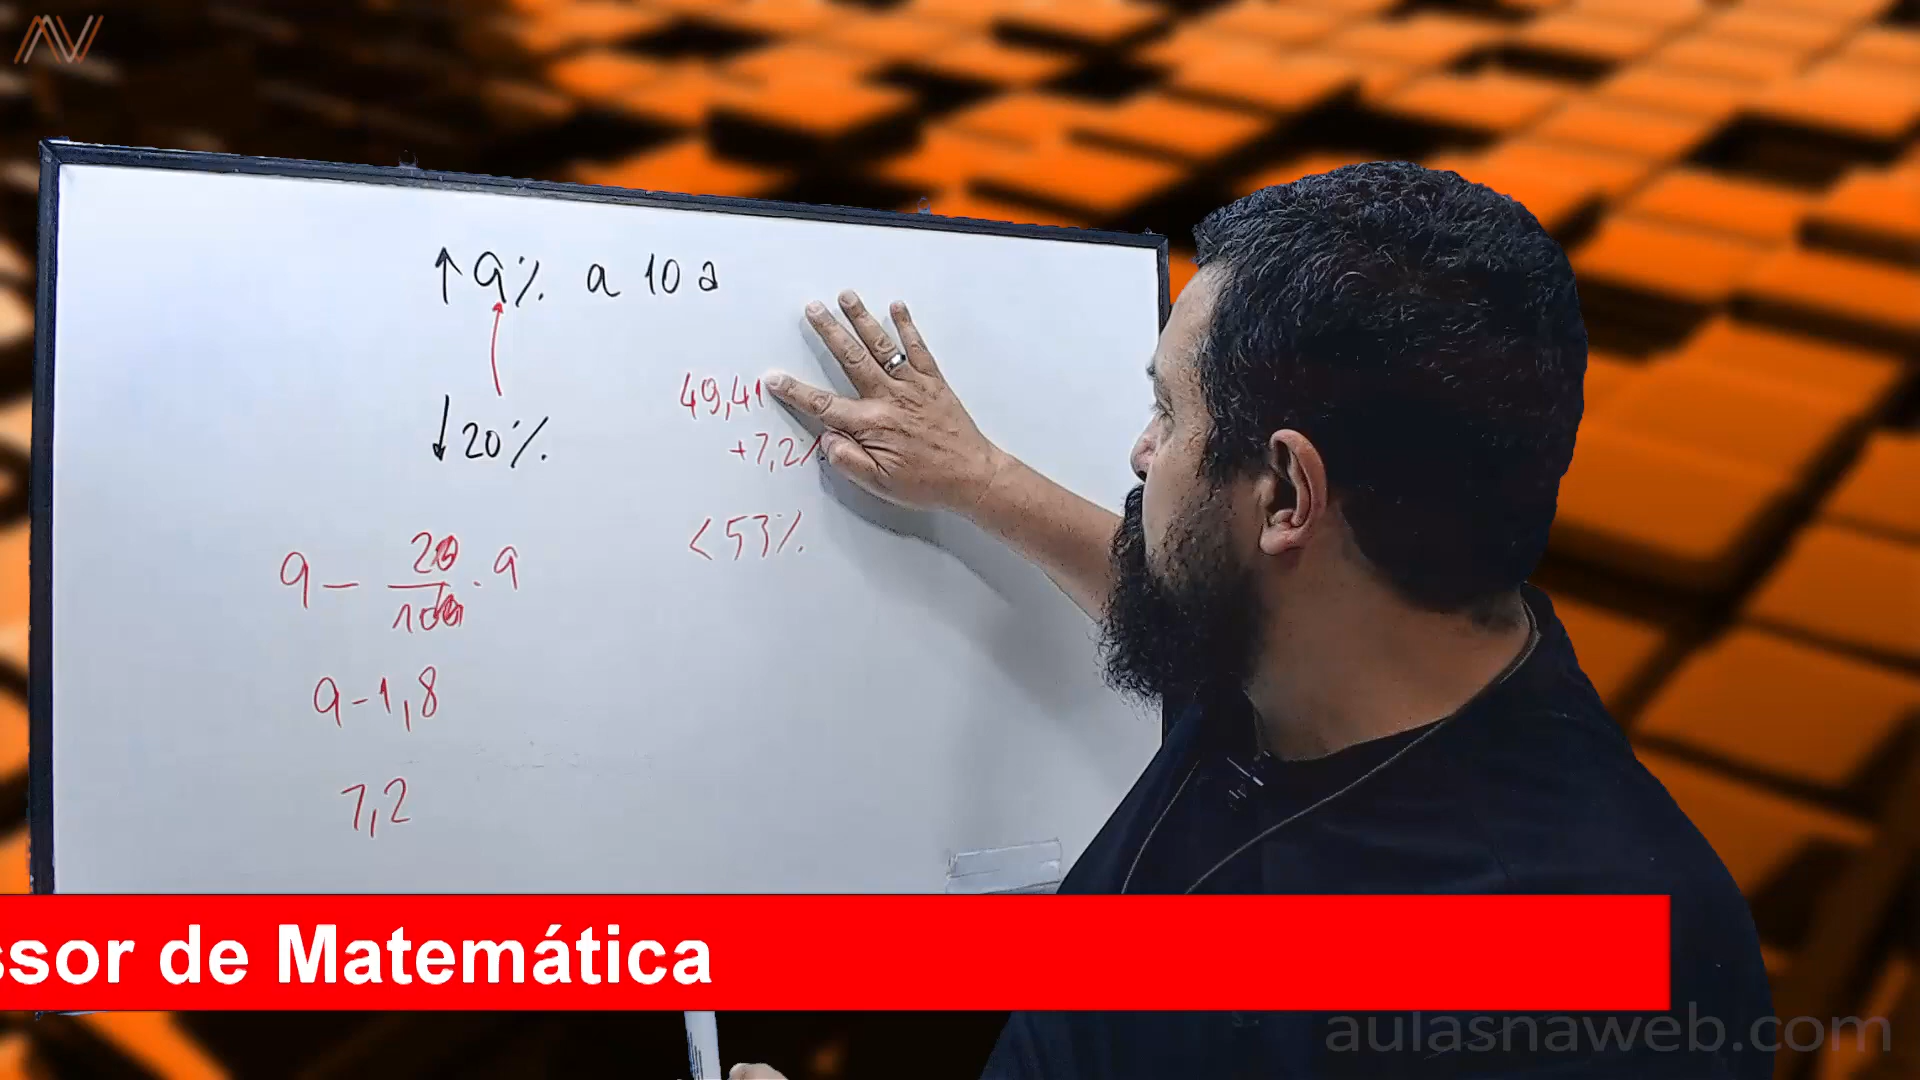 AV
↑ 9% a 10 a
↓ 20%
49,41
+7,2%
< 53%
9 - 20/100 . 9
9 - 1,8
7,2
ssor de Matemática
aulasnaweb.com